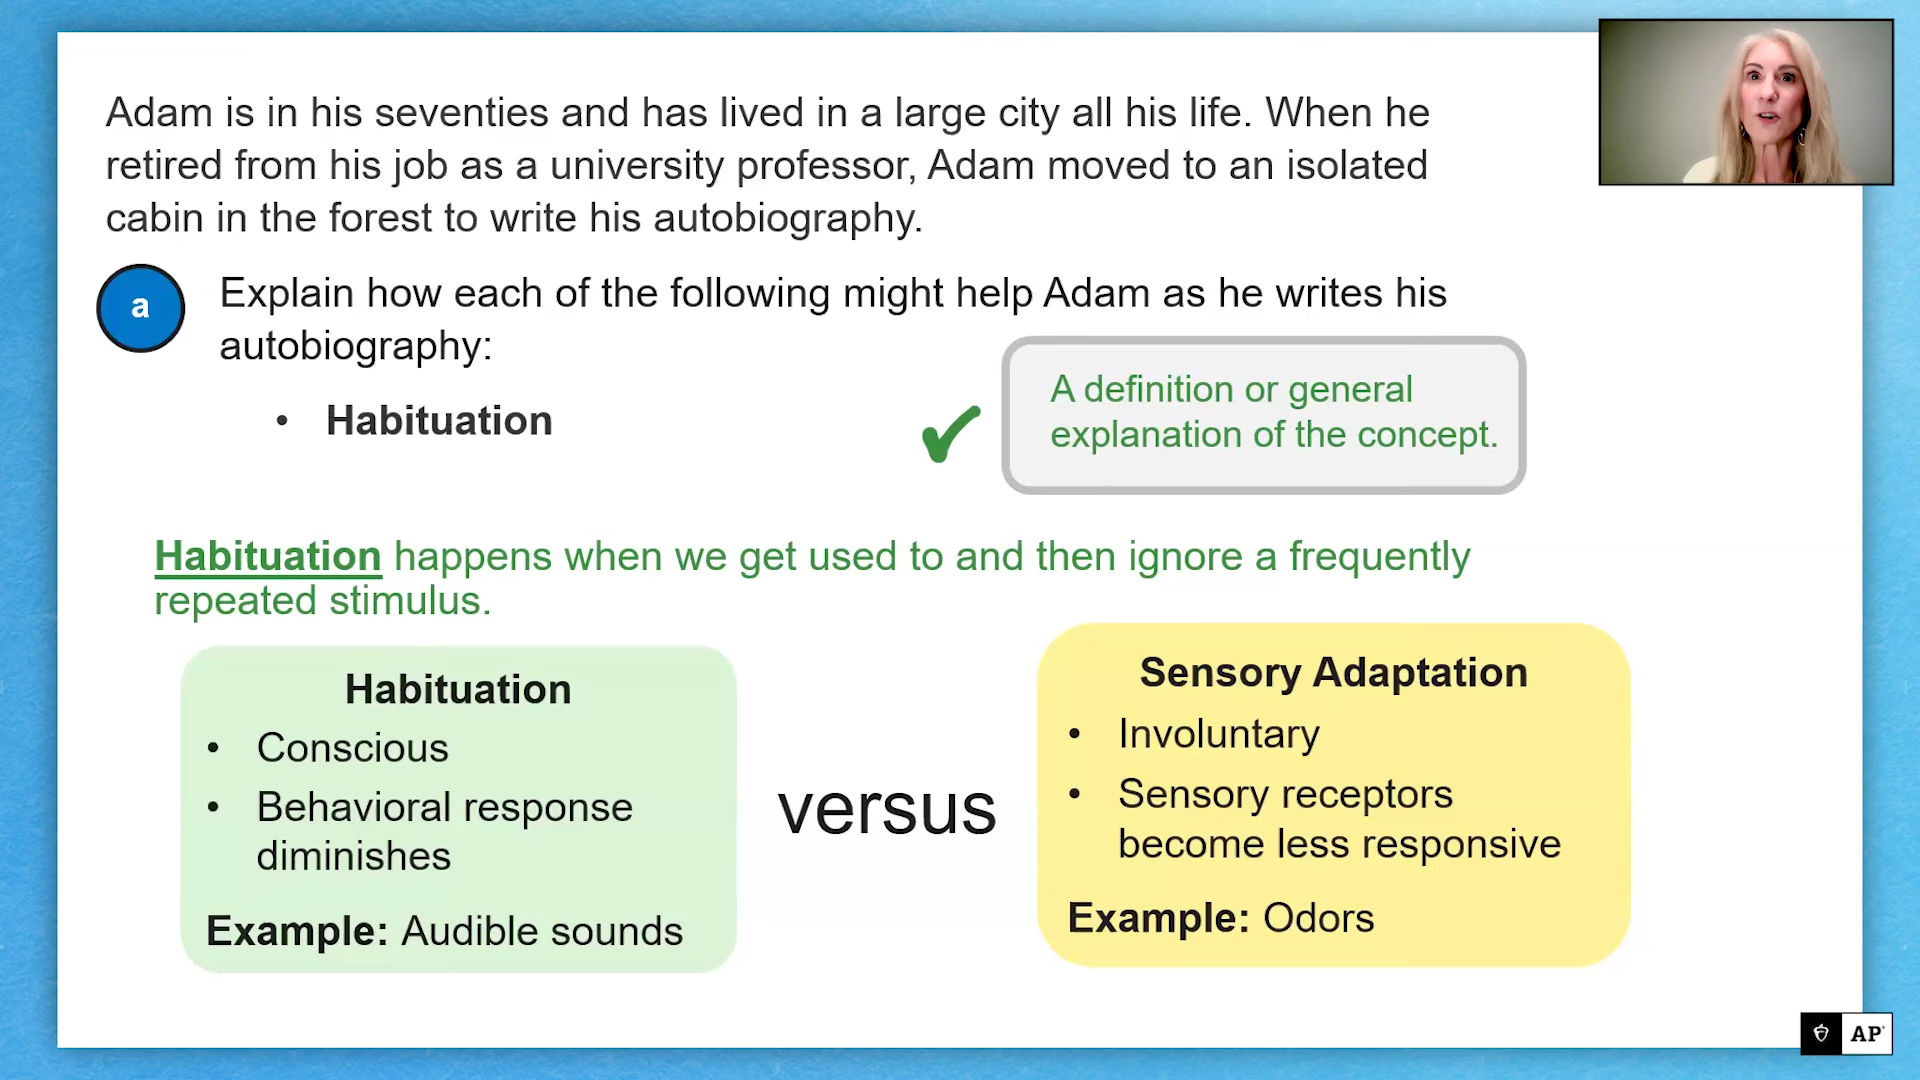 Adam is in his seventies and has lived in a large city all his life. When he
retired from his job as a university professor, Adam moved to an isolated
cabin in the forest to write his autobiography.
a
Explain how each of the following might help Adam as he writes his
autobiography:
• Habituation
A definition or general
explanation of the concept.
Habituation happens when we get used to and then ignore a frequently
repeated stimulus.
Habituation
• Conscious
• Behavioral response
diminishes
Example: Audible sounds
versus
Sensory Adaptation
• Involuntary
• Sensory receptors
become less responsive
Example: Odors
AP